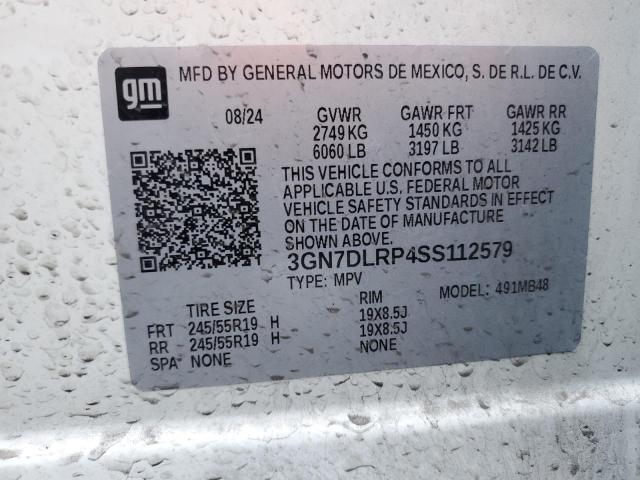 gm
MFD BY GENERAL MOTORS DE MEXICO, S. DE R.L. DE C.V.
08/24 GVWR GAWR FRT GAWR RR
2749 KG 1450 KG 1425 KG
6060 LB 3197 LB 3142 LB
THIS VEHICLE CONFORMS TO ALL
APPLICABLE U.S. FEDERAL MOTOR
VEHICLE SAFETY STANDARDS IN EFFECT
ON THE DATE OF MANUFACTURE
SHOWN ABOVE.
3GN7DLRP4SS112579
TYPE: MPV MODEL: 491MB48
TIRE SIZE RIM
FRT 245/55R19 H 19X8.5J
RR 245/55R19 H 19X8.5J
SPA NONE NONE